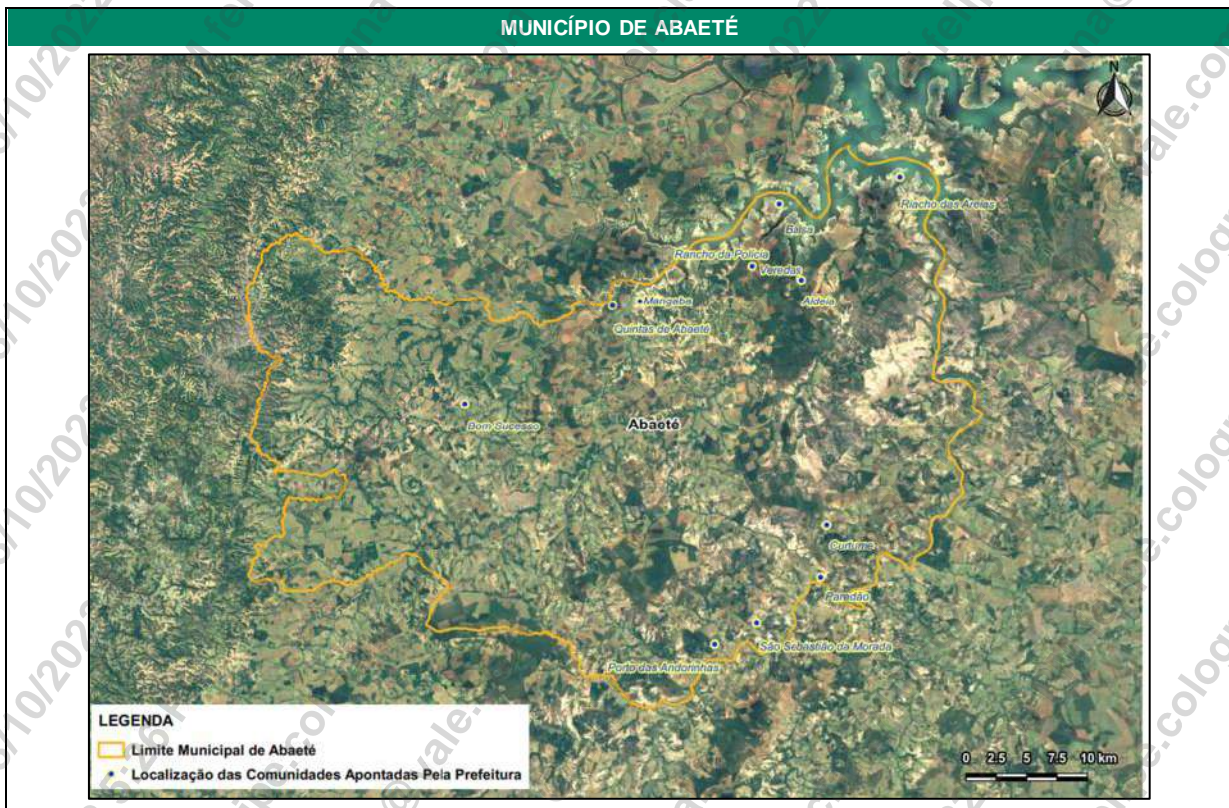 MUNICÍPIO DE ABAETÉ
N
Riacho das Areias
Balsa
Rancho da Polícia
Veredas
Aldeia
Mangaba
Quintas de Abaeté
Bom Sucesso
Abaeté
Curtume
Paredão
São Sebastião da Morada
Porto das Andorinhas
LEGENDA
Limite Municipal de Abaeté
Localização das Comunidades Apontadas Pela Prefeitura
0 2.5 5 7.5 10 km